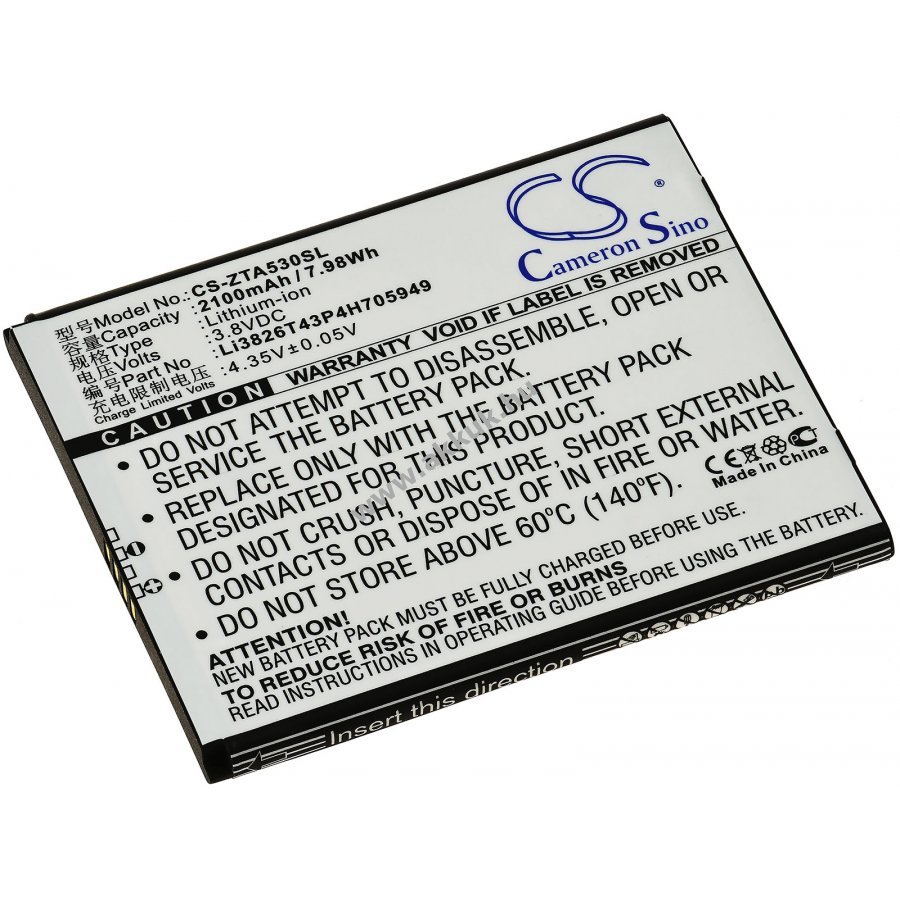 CS ®
Cameron Sino
型号Model No.: CS-ZTA530SL
容量Capacity: 2100mAh / 7.98Wh
规格Type : Lithium-ion
电压Volts : 3.8VDC
编号Part No : Li3826T43P4H705949
充电限制电压 : 4.35V±0.05V
Charge Limited Volts
CAUTION WARRANTY VOID IF SEAL REMOVED
• DO NOT ATTEMPT TO DISASSEMBLE, OPEN OR
SERVICE THE BATTERY PACK.
• REPLACE ONLY WITH THE BATTERY PACK
DESIGNATED FOR THIS PRODUCT.
• DO NOT CRUSH, PUNCTURE, SHORT EXTERNAL
CONTACTS OR DISPOSE OF IN FIRE OR WATER.
• DO NOT STORE ABOVE 60°C (140°F).
CE
Pb
Made In China
ATTENTION!
NEW BATTERY PACK MUST BE FULLY CHARGED BEFORE USING!
TO REDUCE RISK OF FIRE OR BURNS
READ INSTRUCTIONS IN OPERATING GUIDE BEFORE USING
Insert this direction
www.akkuk.hu